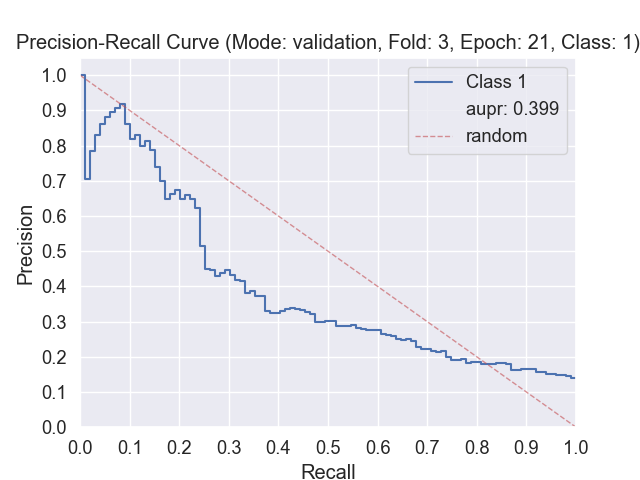 Precision-Recall Curve (Mode: validation, Fold: 3, Epoch: 21, Class: 1)
Class 1
aupr: 0.399
random
Precision
1.0
0.9
0.8
0.7
0.6
0.5
0.4
0.3
0.2
0.1
0.0
0.0 0.1 0.2 0.3 0.4 0.5 0.6 0.7 0.8 0.9 1.0
Recall